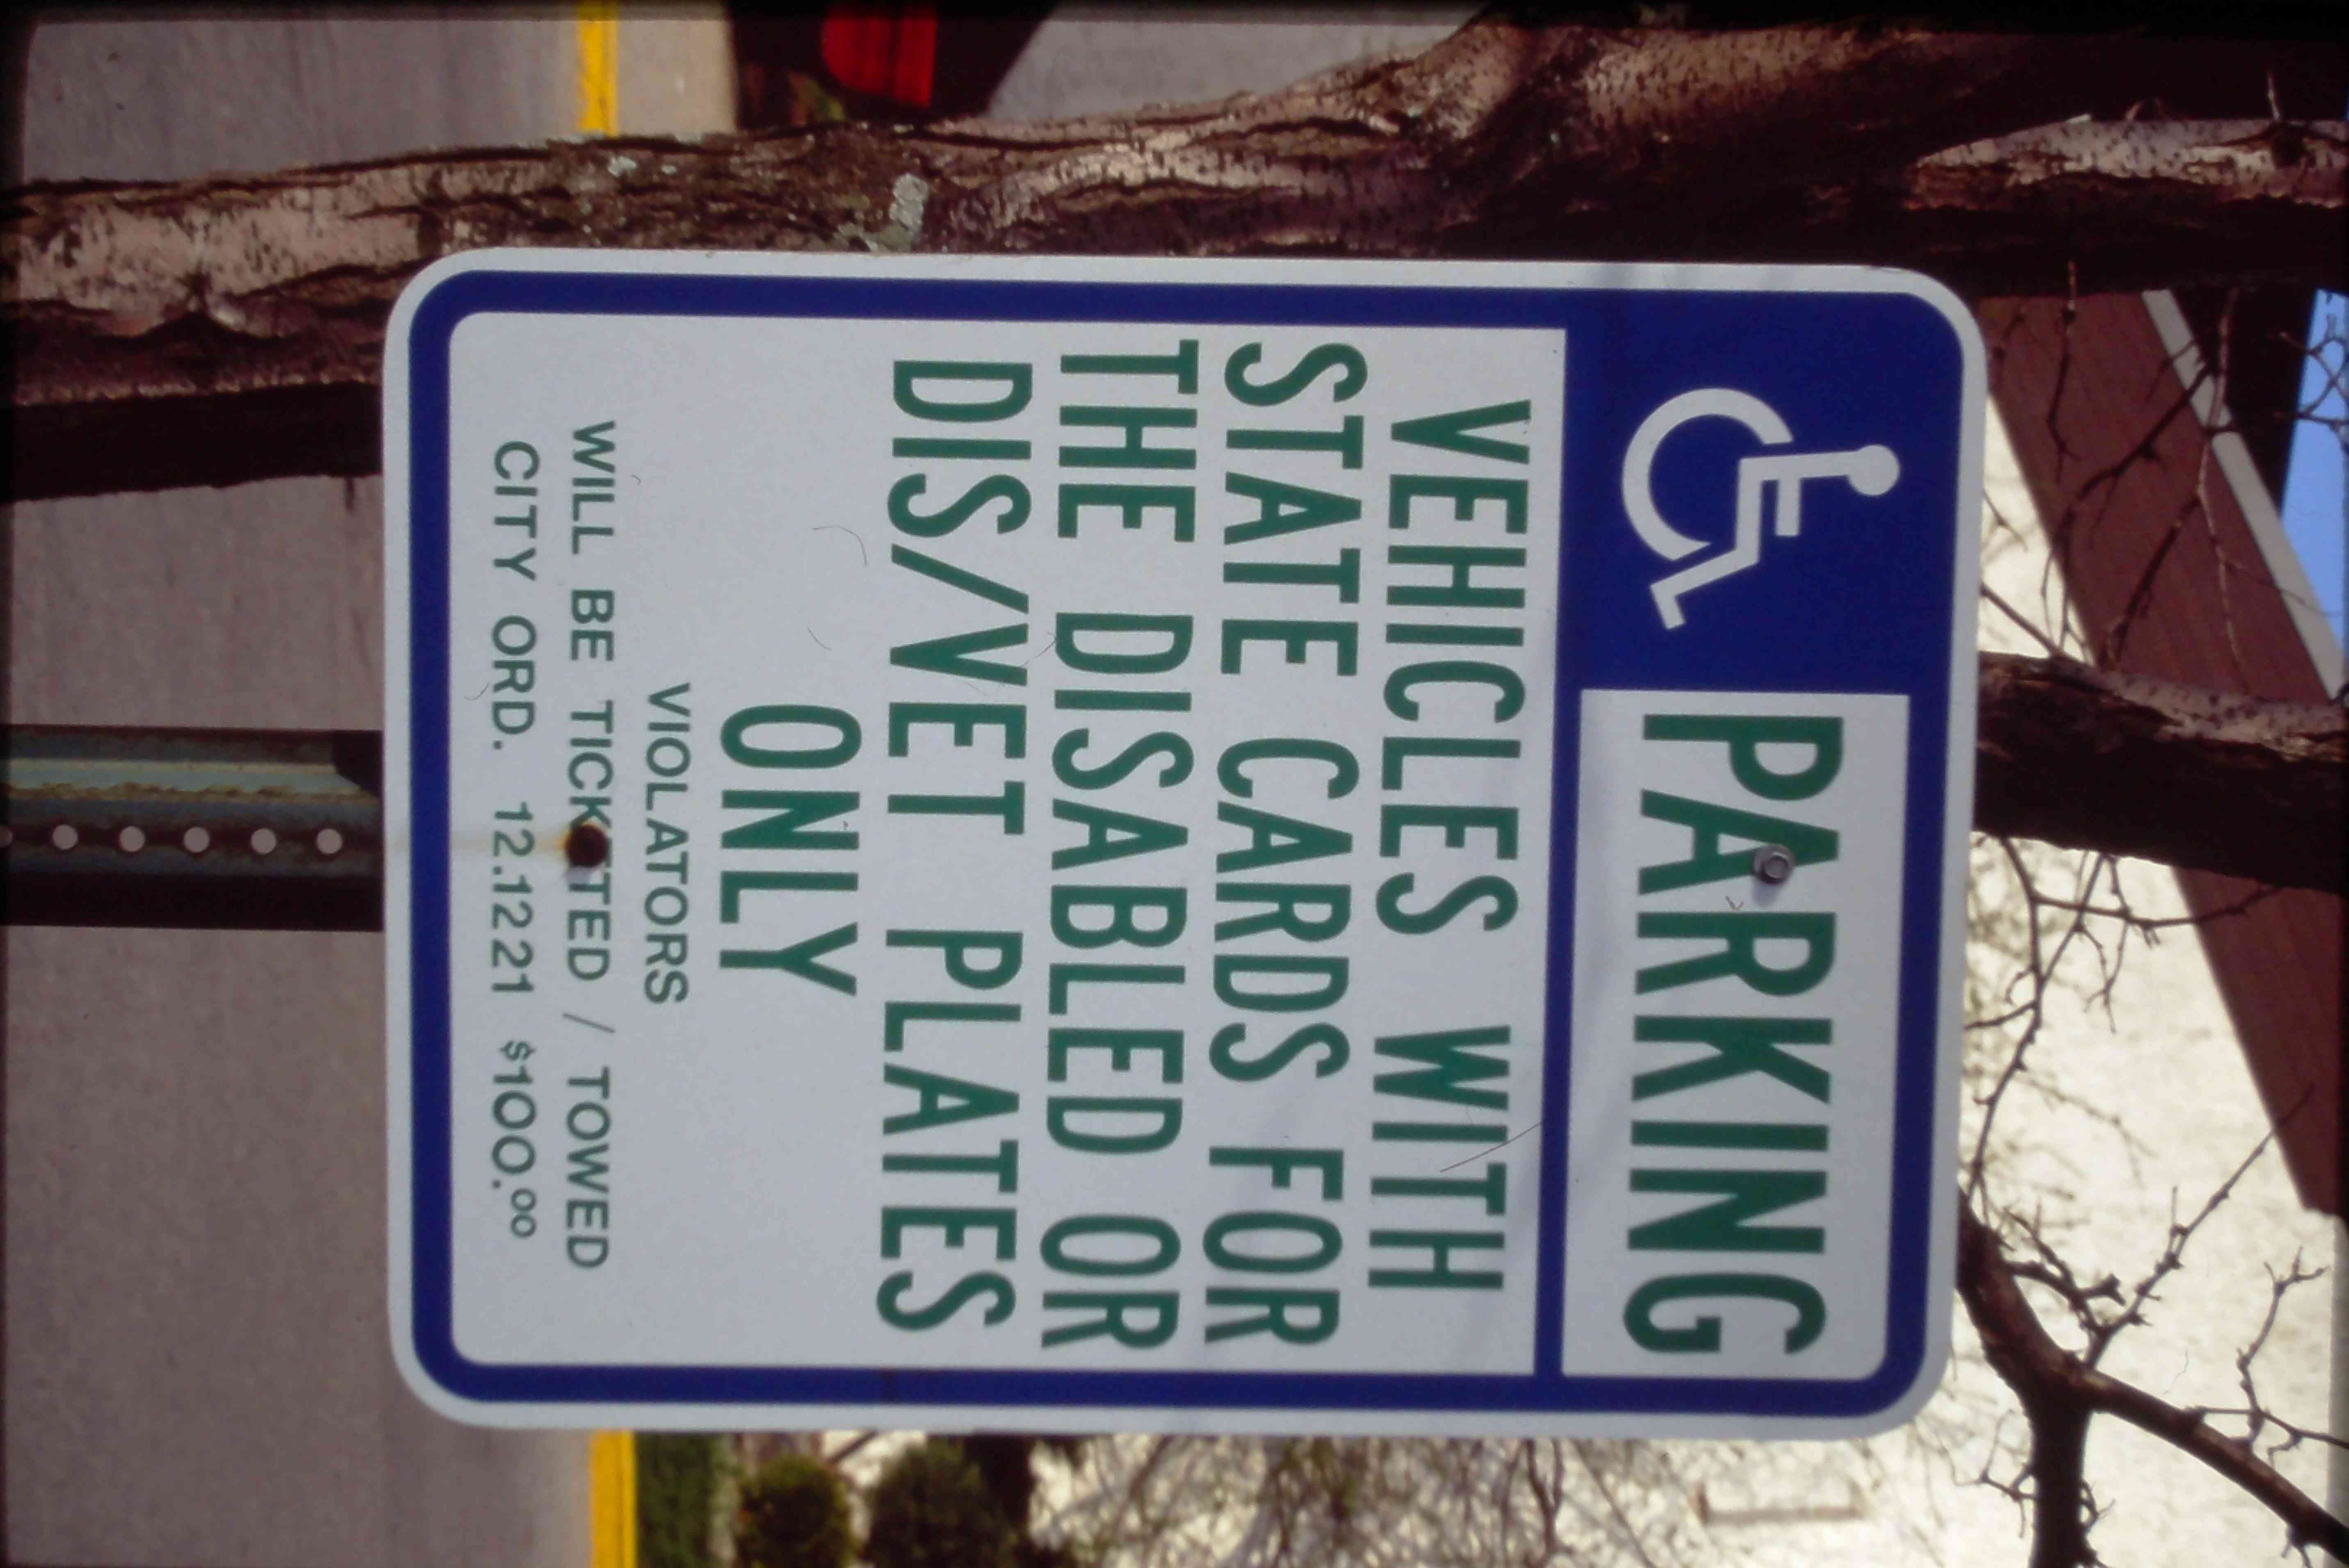 PARKING
VEHICLES WITH
STATE CARDS FOR
THE DISABLED OR
DIS/VET PLATES
ONLY
VIOLATORS
WILL BE TICKETED / TOWED
CITY ORD. 12.1221 $100.00